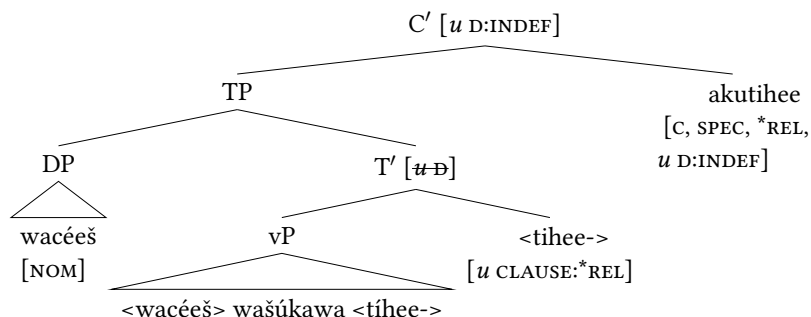 C′ [u D:INDEF]
TP
akutihee
[C, SPEC, *REL,
u D:INDEF]
DP
T′ [u D]
wacéeš
[NOM]
vP
<tihee->
[u CLAUSE:*REL]
<wacéeš> wašúkawa <tíhee->